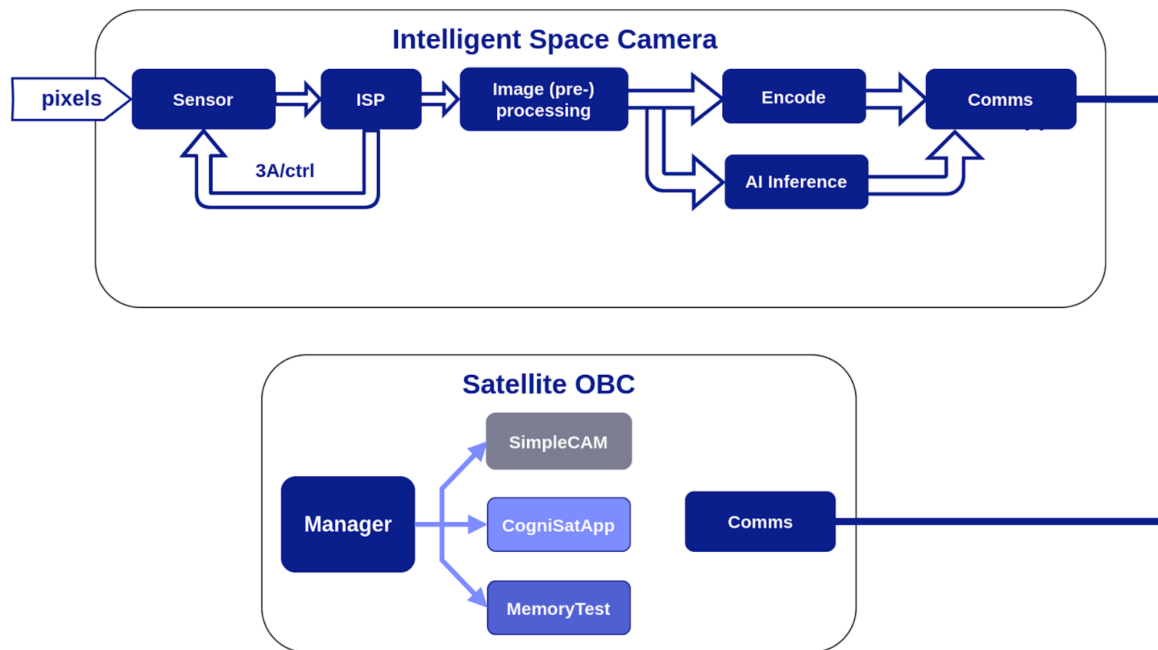 Intelligent Space Camera
pixels
Sensor
ISP
Image (pre-)
processing
Encode
Comms
3A/ctrl
AI Inference
Satellite OBC
SimpleCAM
Manager
CogniSatApp
Comms
MemoryTest